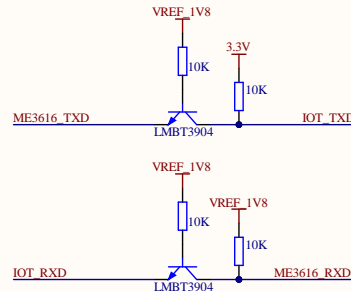 VREF_1V8
3.3V
10K
10K
ME3616_TXD
IOT_TXD
LMBT3904
VREF_1V8
VREF_1V8
10K
10K
IOT_RXD
ME3616_RXD
LMBT3904